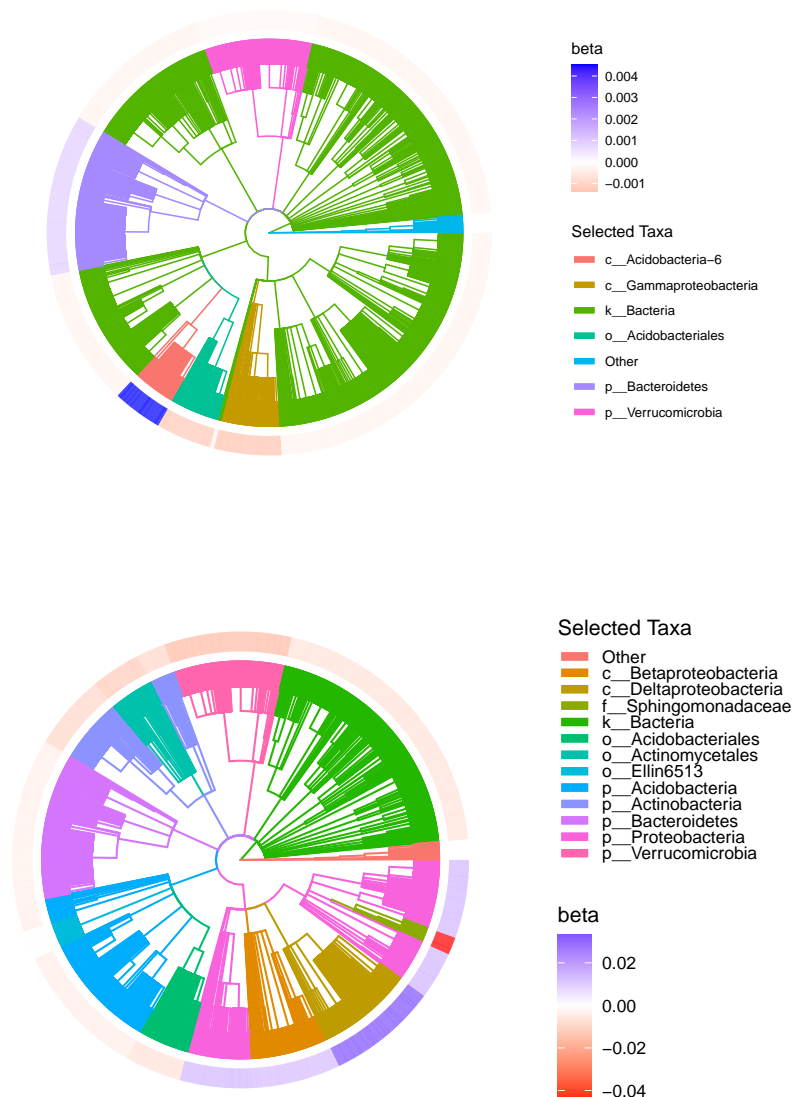 beta
0.004
0.003
0.002
0.001
0.000
−0.001
Selected Taxa
c__Acidobacteria−6
c__Gammaproteobacteria
k__Bacteria
o__Acidobacteriales
Other
p__Bacteroidetes
p__Verrucomicrobia
Selected Taxa
Other
c__Betaproteobacteria
c__Deltaproteobacteria
f__Sphingomonadaceae
k__Bacteria
o__Acidobacteriales
o__Actinomycetales
o__Ellin6513
p__Acidobacteria
p__Actinobacteria
p__Bacteroidetes
p__Proteobacteria
p__Verrucomicrobia
beta
0.02
0.00
−0.02
−0.04